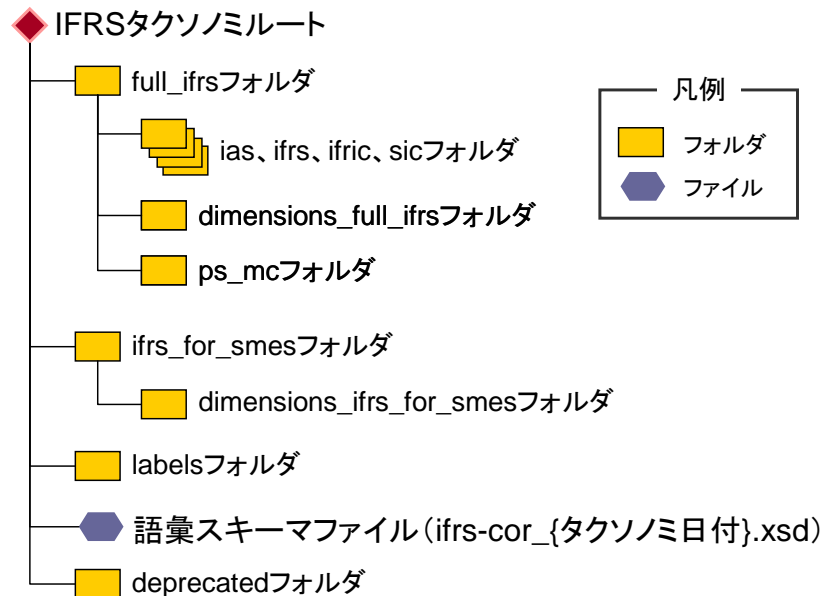 IFRSタクソノミルート
full_ifrsフォルダ
ias、ifrs、ifric、sicフォルダ
dimensions_full_ifrsフォルダ
ps_mcフォルダ
ifrs_for_smesフォルダ
dimensions_ifrs_for_smesフォルダ
labelsフォルダ
語彙スキーマファイル（ifrs-cor_{タクソノミ日付}.xsd）
deprecatedフォルダ
凡例
フォルダ
ファイル